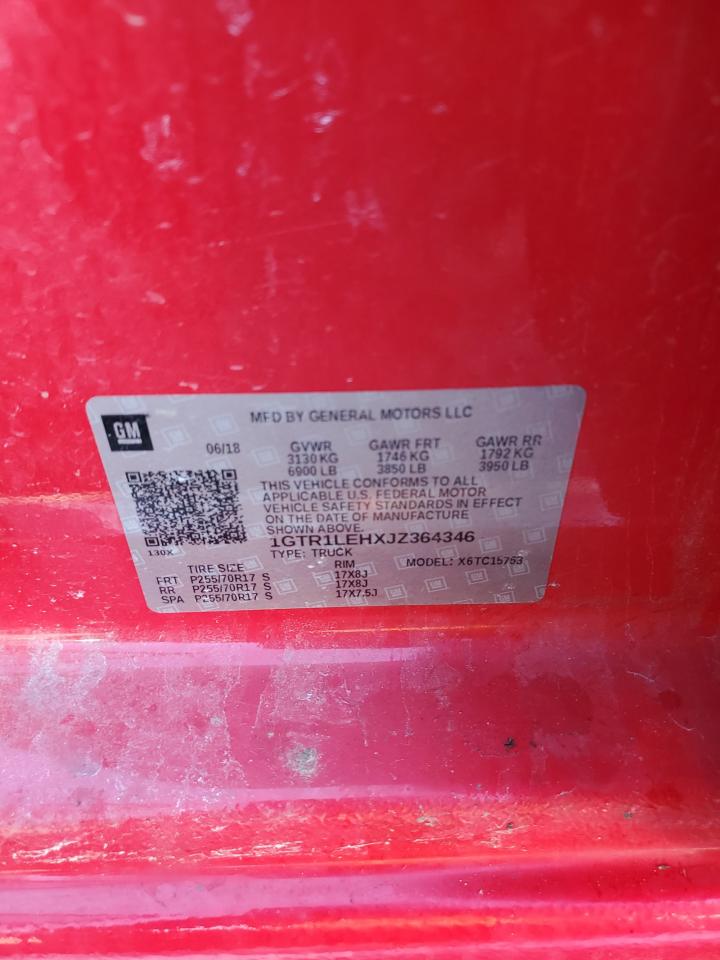 GM
MFD BY GENERAL MOTORS LLC
06/18 GVWR GAWR FRT GAWR RR
3130 KG 1746 KG 1792 KG
6900 LB 3850 LB 3950 LB
THIS VEHICLE CONFORMS TO ALL
APPLICABLE U.S. FEDERAL MOTOR
VEHICLE SAFETY STANDARDS IN EFFECT
ON THE DATE OF MANUFACTURE
SHOWN ABOVE.
1GTR1LEHXJZ364346
130X
TYPE: TRUCK MODEL: X6TC15753
TIRE SIZE RIM
FRT P255/70R17 S 17X8J
RR P255/70R17 S 17X8J
SPA P255/70R17 S 17X7.5J